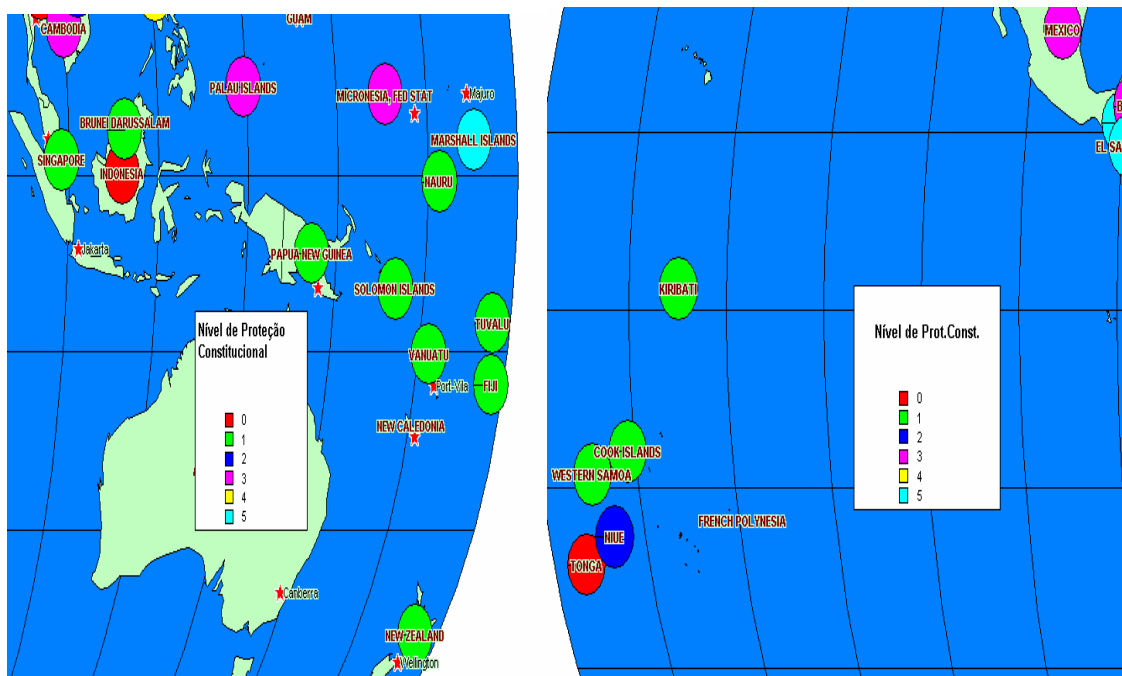 GUAM
CAMBODIA
PALAU ISLANDS
MICRONESIA, FED STAT
Majuro
BRUNEI DARUSSALAM
MARSHALL ISLANDS
SINGAPORE
INDONESIA
NAURU
Jakarta
PAPUA NEW GUINEA
SOLOMON ISLANDS
TUVALU
Nível de Proteção
Constitucional
0
1
2
3
4
5
VANUATU
FIJI
Port-Vila
NEW CALEDONIA
Canberra
NEW ZEALAND
Wellington
MEXICO
B
EL SA
KIRIBATI
Nível de Prot.Const.
0
1
2
3
4
5
COOK ISLANDS
WESTERN SAMOA
FRENCH POLYNESIA
NIUE
TONGA